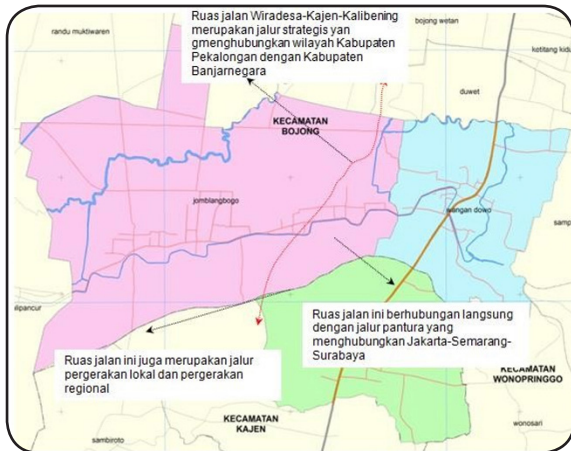 Ruas jalan Wiradesa-Kajen-Kalibening
merupakan jalur strategis yan
gmenghubungkan wilayah Kabupaten
Pekalongan dengan Kabupaten
Banjarnegara
randu muktiwaren
bojong wetan
duwet
KECAMATAN
BOJONG
jomblangbogo
wangan dowo
Ruas jalan ini berhubungan langsung
dengan jalur pantura yang
menghubungkan Jakarta-Semarang-
Surabaya
Ruas jalan ini juga merupakan jalur
pergerakan lokal dan pergerakan
regional
KECAMATAN
WONOPRINGGO
KECAMATAN
KAJEN
wonosari
sambiroto